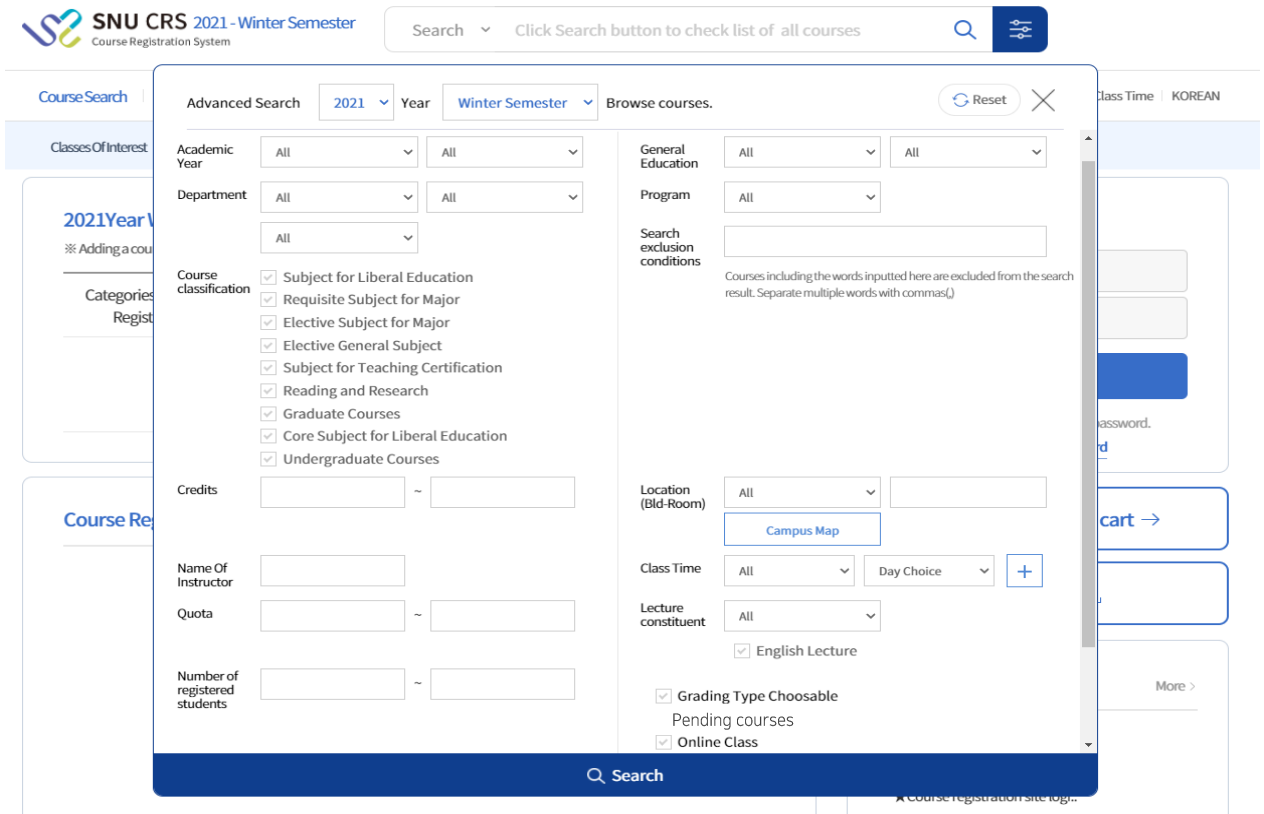 SNU CRS 2021 - Winter Semester
Course Registration System
Search
Click Search button to check list of all courses
Course Search
Class Time
KOREAN
Classes Of Interest
Advanced Search 2021 Year Winter Semester Browse courses.
Reset
Academic Year
All
All
Department
All
All
All
Course classification
Subject for Liberal Education
Requisite Subject for Major
Elective Subject for Major
Elective General Subject
Subject for Teaching Certification
Reading and Research
Graduate Courses
Core Subject for Liberal Education
Undergraduate Courses
Credits
~
Name Of Instructor
Quota
~
Number of registered students
~
General Education
All
All
Program
All
Search exclusion conditions
Courses including the words inputted here are excluded from the search
result. Separate multiple words with commas(,)
Location (Bld-Room)
All
Campus Map
Class Time
All
Day Choice
+
Lecture constituent
All
English Lecture
Grading Type Choosable
Pending courses
Online Class
Search
2021Year
※ Adding a cou
Categories
Regist
Course Re
password.
rd
cart →
More >
★Course registration site logi...